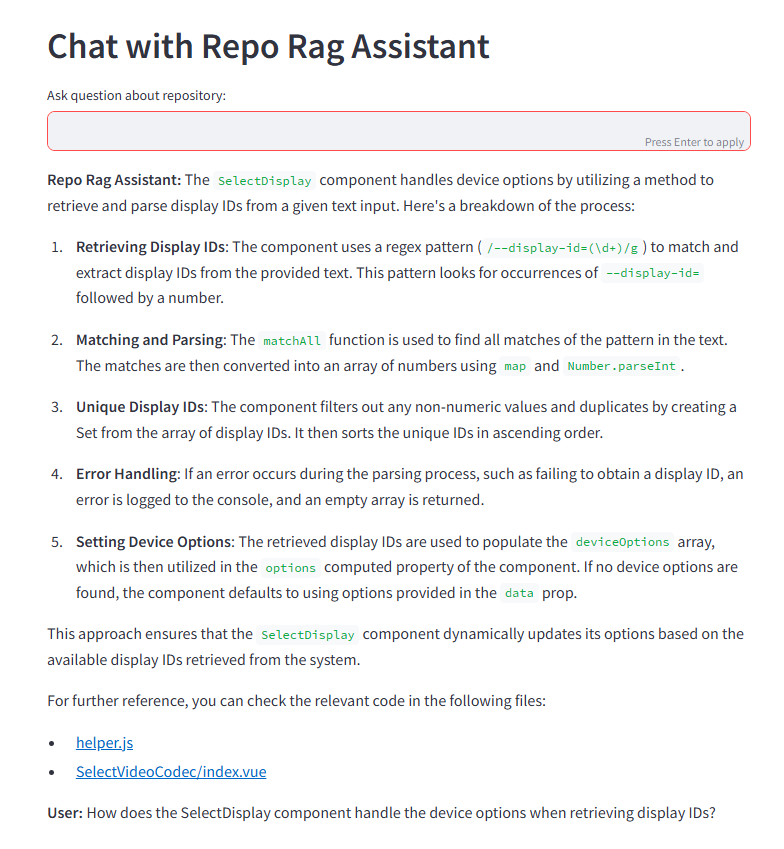 Chat with Repo Rag Assistant
Ask question about repository:
Press Enter to apply
Repo Rag Assistant: The SelectDisplay component handles device options by utilizing a method to
retrieve and parse display IDs from a given text input. Here's a breakdown of the process:
1. Retrieving Display IDs: The component uses a regex pattern ( /--display-id=(\d+)/g ) to match and
extract display IDs from the provided text. This pattern looks for occurrences of --display-id=
followed by a number.
2. Matching and Parsing: The matchAll function is used to find all matches of the pattern in the text.
The matches are then converted into an array of numbers using map and Number.parseInt .
3. Unique Display IDs: The component filters out any non-numeric values and duplicates by creating a
Set from the array of display IDs. It then sorts the unique IDs in ascending order.
4. Error Handling: If an error occurs during the parsing process, such as failing to obtain a display ID, an
error is logged to the console, and an empty array is returned.
5. Setting Device Options: The retrieved display IDs are used to populate the deviceOptions array,
which is then utilized in the options computed property of the component. If no device options are
found, the component defaults to using options provided in the data prop.
This approach ensures that the SelectDisplay component dynamically updates its options based on the
available display IDs retrieved from the system.
For further reference, you can check the relevant code in the following files:
• helper.js
• SelectVideoCodec/index.vue
User: How does the SelectDisplay component handle the device options when retrieving display IDs?